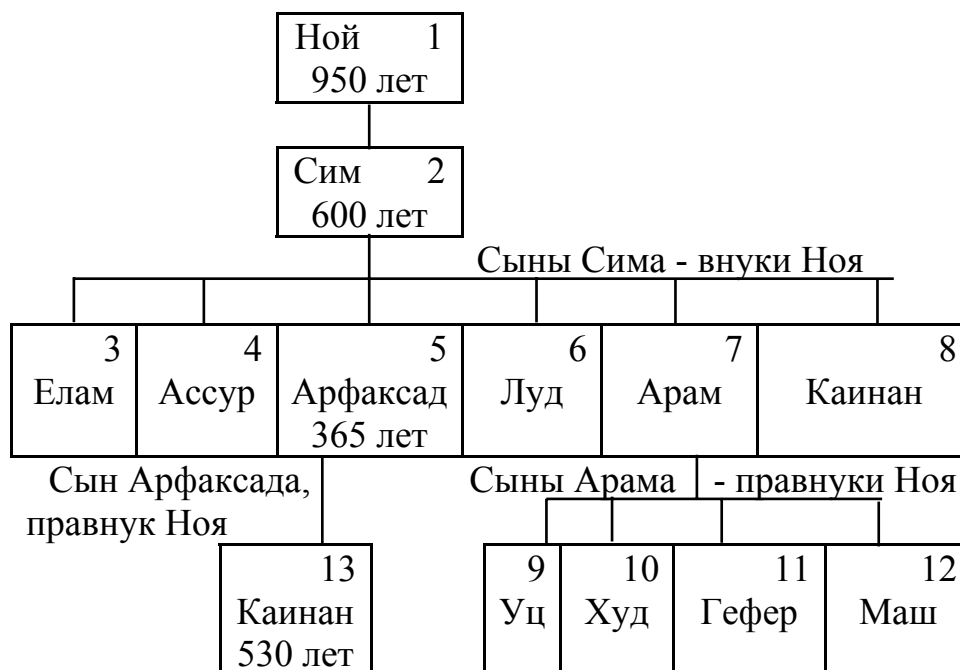 Ной 1
950 лет
Сим 2
600 лет
Сыны Сима - внуки Ноя
3 4 5 6 7 8
Елам Ассур Арфаксад Луд Арам Каинан
365 лет
Сын Арфаксада, Сыны Арама - правнуки Ноя
правнук Ноя
13 9 10 11 12
Каинан Уц Худ Гефер Маш
530 лет